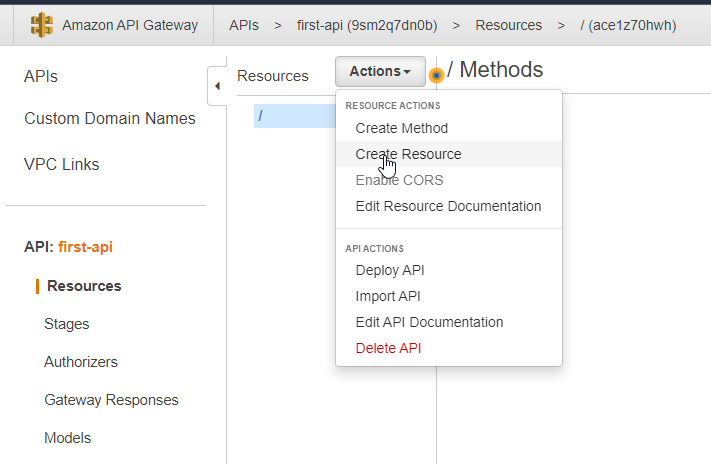 Amazon API Gateway APIs > first-api (9sm2q7dn0b) > Resources > / (ace1z70hwh)
APIs
Custom Domain Names
VPC Links
API: first-api
Resources
Stages
Authorizers
Gateway Responses
Models
Resources
Actions
/ Methods
/
RESOURCE ACTIONS
Create Method
Create Resource
Enable CORS
Edit Resource Documentation
API ACTIONS
Deploy API
Import API
Edit API Documentation
Delete API